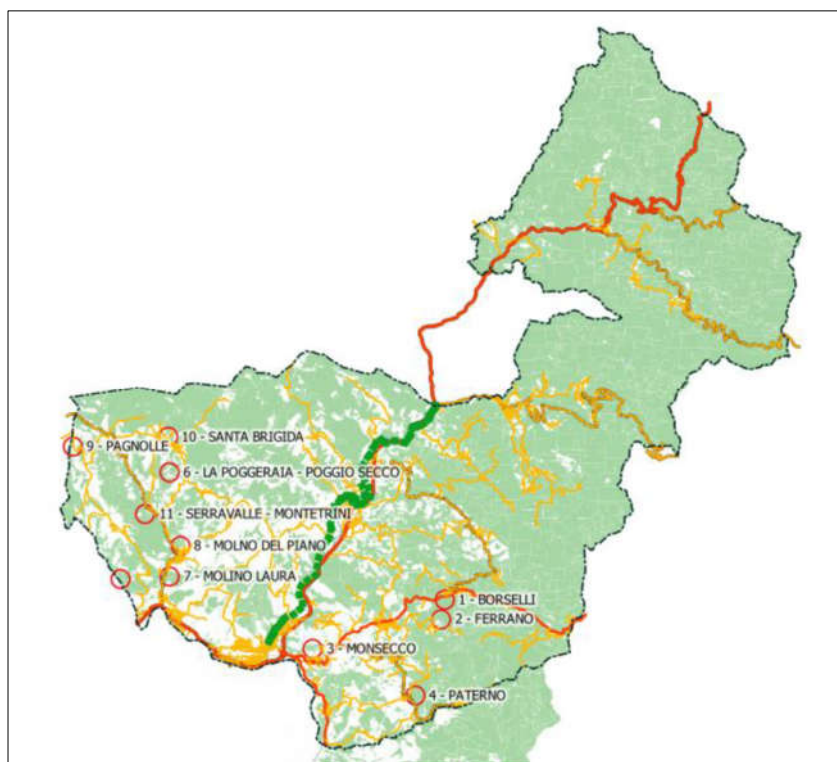 10 - SANTA BRIGIDA
9 - PAGNOLLE
6 - LA POGGERAIA - POGGIO SECCO
11 - SERRAVALLE - MONTETRINI
8 - MOLNO DEL PIANO
7 - MOLINO LAURA
1 - BORSELLI
2 - FERRANO
3 - MONSECCO
4 - PATERNO